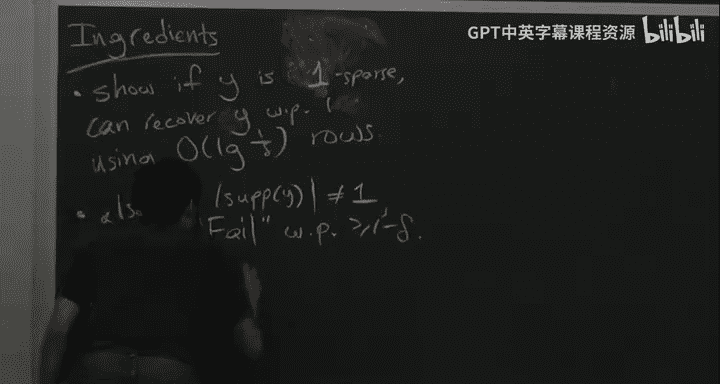 Ingredients
• show if y is 1-sparse,
can recover y w.p. 1
using O(lg 1/δ) rows.
• |supp(y)| ≠ 1
Fail" w.p. ≥ 1-δ.
GPT中英字幕课程资源 bilibili